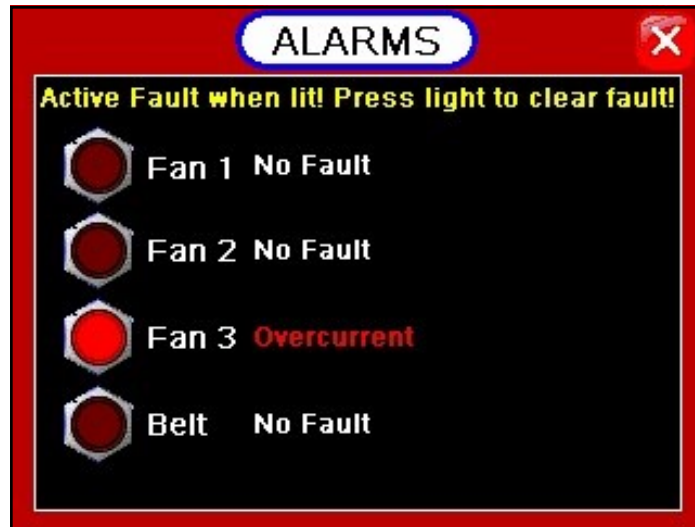 ALARMS
Active Fault when lit! Press light to clear fault!
Fan 1 No Fault
Fan 2 No Fault
Fan 3 Overcurrent
Belt No Fault